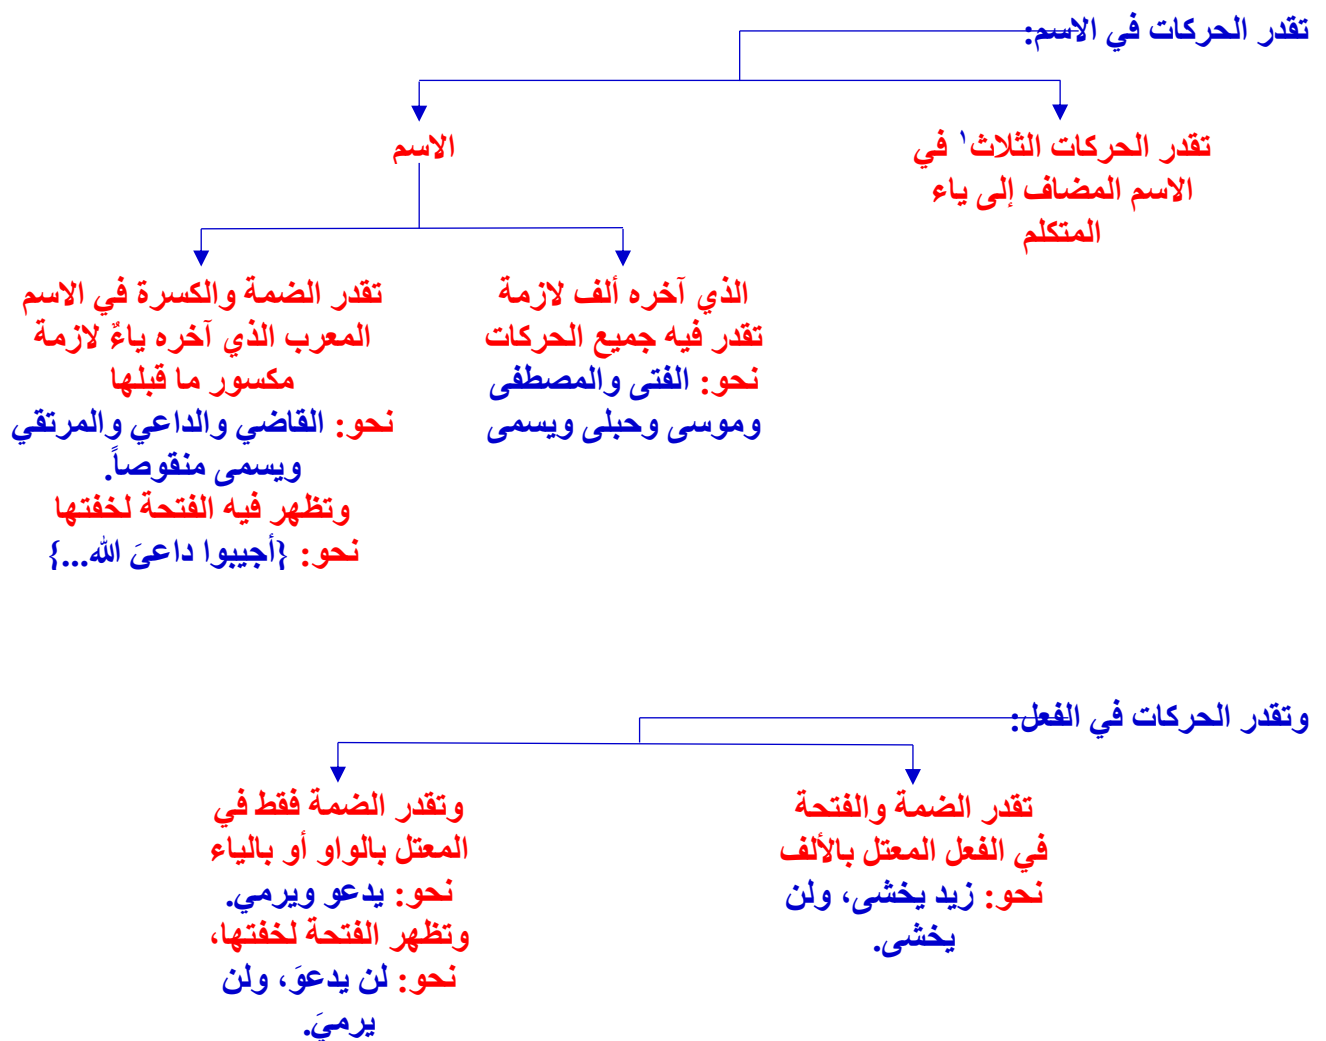 تقدر الحركات في الاسم:
تقدر الحركات الثلاث١ في
الاسم المضاف إلى ياء
المتكلم
الاسم
الذي آخره ألف لازمة
تقدر فيه جميع الحركات
نحو: الفتى والمصطفى
وموسى وحبلى ويسمى
تقدر الضمة والكسرة في الاسم
المعرب الذي آخره ياءٌ لازمة
مكسور ما قبلها
نحو: القاضي والداعي والمرتقي
ويسمى منقوصاً.
وتظهر فيه الفتحة لخفتها
نحو: {أجيبوا داعيَ الله...}
وتقدر الحركات في الفعل:
تقدر الضمة والفتحة
في الفعل المعتل بالألف
نحو: زيد يخشى، ولن
يخشى.
وتقدر الضمة فقط في
المعتل بالواو أو بالياء
نحو: يدعو ويرمي.
وتظهر الفتحة لخفتها،
نحو: لن يدعوَ، ولن
يرميَ.